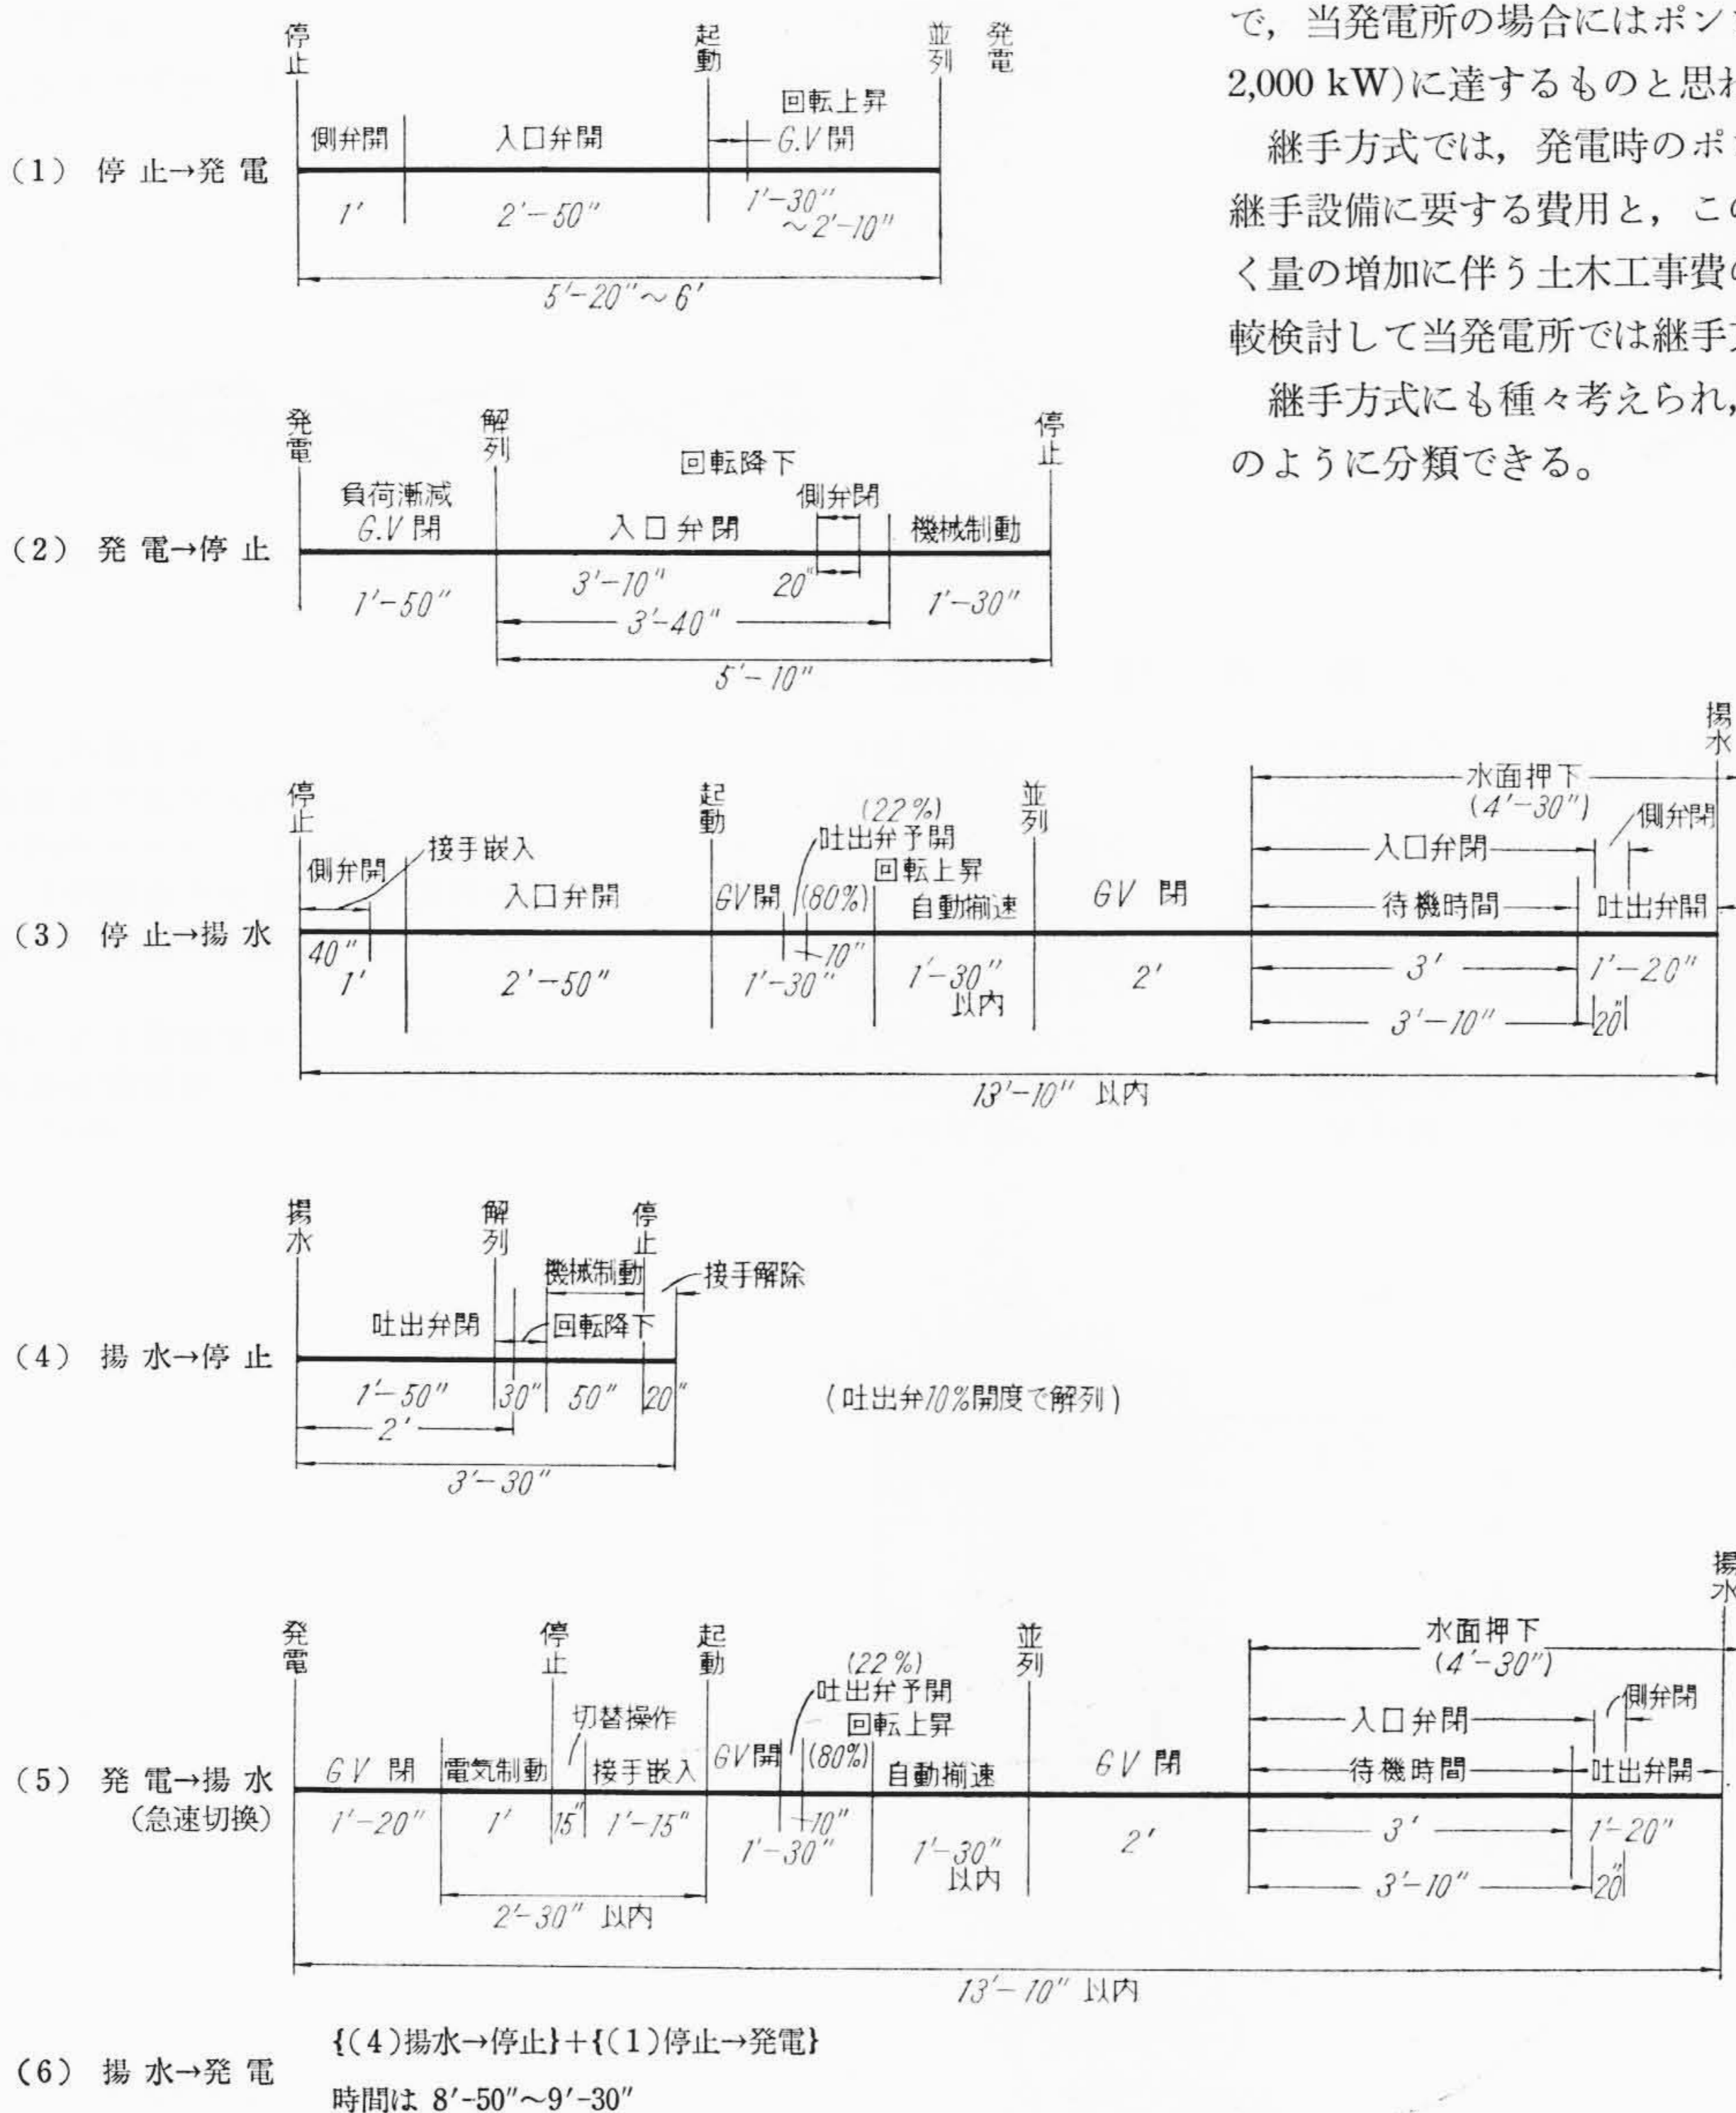 で，当発電所の場合にはポン
2,000 kW)に達するものと思わ
継手方式では，発電時のポ
継手設備に要する費用と，この
く量の増加に伴う土木工事費の
較検討して当発電所では継手方
継手方式にも種々考えられ，
のように分類できる。
(1) 停止→発電
停止
起動
並列
発電
側弁開
入口弁開
回転上昇
G.V開
1′
2′-50″
1′-30″
～2′-10″
5′-20″～6′
(2) 発電→停止
発電
解列
停止
負荷漸減
G.V閉
回転降下
入口弁閉
側弁閉
機械制動
1′-50″
3′-10″
20″
1′-30″
3′-40″
5′-10″
(3) 停止→揚水
停止
起動
並列
揚水
側弁開
接手嵌入
入口弁開
GV開
(22%)
吐出弁予開
(80%)
回転上昇
自動揃速
GV 閉
水面押下
(4′-30″)
入口弁閉
側弁閉
待機時間
吐出弁開
40″
1′
2′-50″
1′-30″
10″
1′-30″
以内
2′
3′
1′-20″
3′-10″
20″
13′-10″ 以内
(4) 揚水→停止
揚水
解列
停止
機械制動
接手解除
吐出弁閉
回転降下
1′-50″
30″
50″
20″
(吐出弁10%開度で解列)
2′
3′-30″
(5) 発電→揚水
(急速切換)
発電
停止
起動
並列
揚水
GV 閉
電気制動
切替操作
接手嵌入
GV開
(22%)
吐出弁予開
(80%)
回転上昇
自動揃速
GV 閉
水面押下
(4′-30″)
入口弁閉
側弁閉
待機時間
吐出弁開
1′-20″
1′
15″
1′-15″
10″
1′-30″
1′-30″
以内
2′
3′
1′-20″
3′-10″
20″
2′-30″ 以内
13′-10″ 以内
(6) 揚水→発電
{(4)揚水→停止}+{(1)停止→発電}
時間は 8′-50″～9′-30″